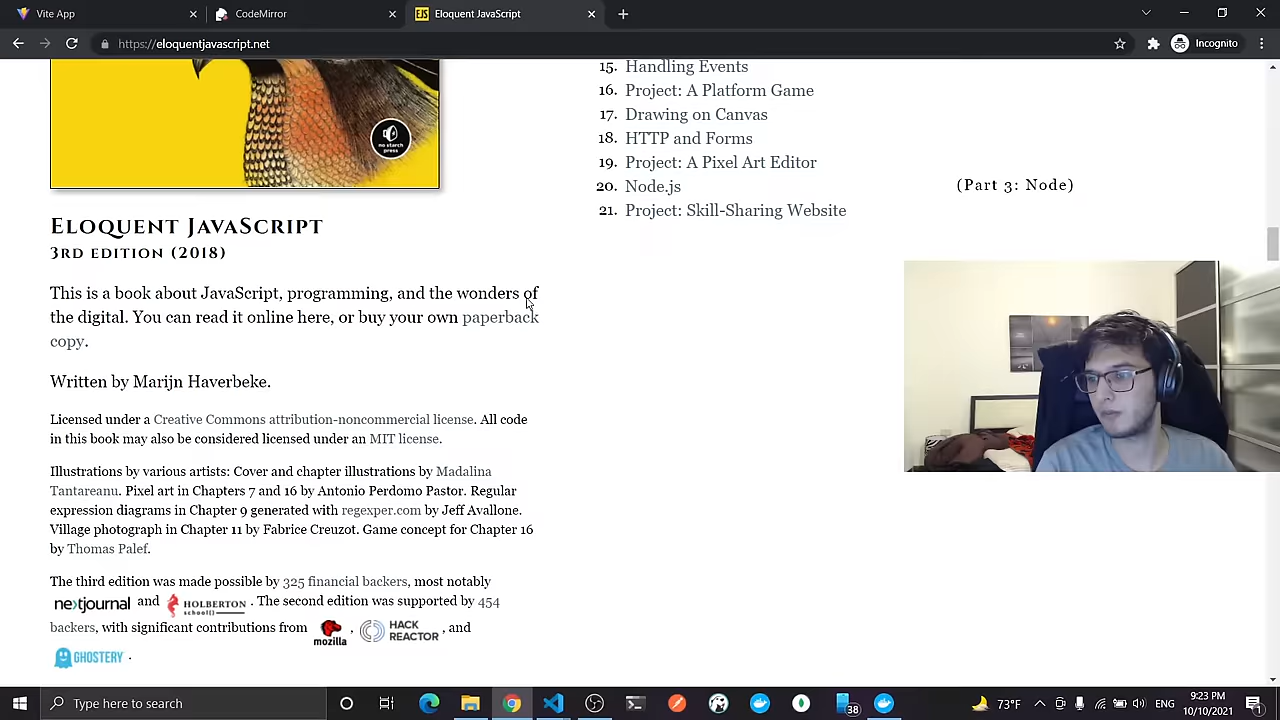 Vite App
CodeMirror
EJS Eloquent JavaScript
https://eloquentjavascript.net
Incognito
no starch
press
15. Handling Events
16. Project: A Platform Game
17. Drawing on Canvas
18. HTTP and Forms
19. Project: A Pixel Art Editor
20. Node.js
(Part 3: Node)
21. Project: Skill-Sharing Website
ELOQUENT JAVASCRIPT
3RD EDITION (2018)
This is a book about JavaScript, programming, and the wonders of
the digital. You can read it online here, or buy your own paperback
copy.
Written by Marijn Haverbeke.
Licensed under a Creative Commons attribution-noncommercial license. All code
in this book may also be considered licensed under an MIT license.
Illustrations by various artists: Cover and chapter illustrations by Madalina
Tantareanu. Pixel art in Chapters 7 and 16 by Antonio Perdomo Pastor. Regular
expression diagrams in Chapter 9 generated with regexper.com by Jeff Avallone.
Village photograph in Chapter 11 by Fabrice Creuzot. Game concept for Chapter 16
by Thomas Palef.
The third edition was made possible by 325 financial backers, most notably
nextjournal and HOLBERTON school . The second edition was supported by 454
backers, with significant contributions from mozilla , HACK REACTOR , and
GHOSTERY .
Type here to search
38
73°F
9:23 PM
10/10/2021